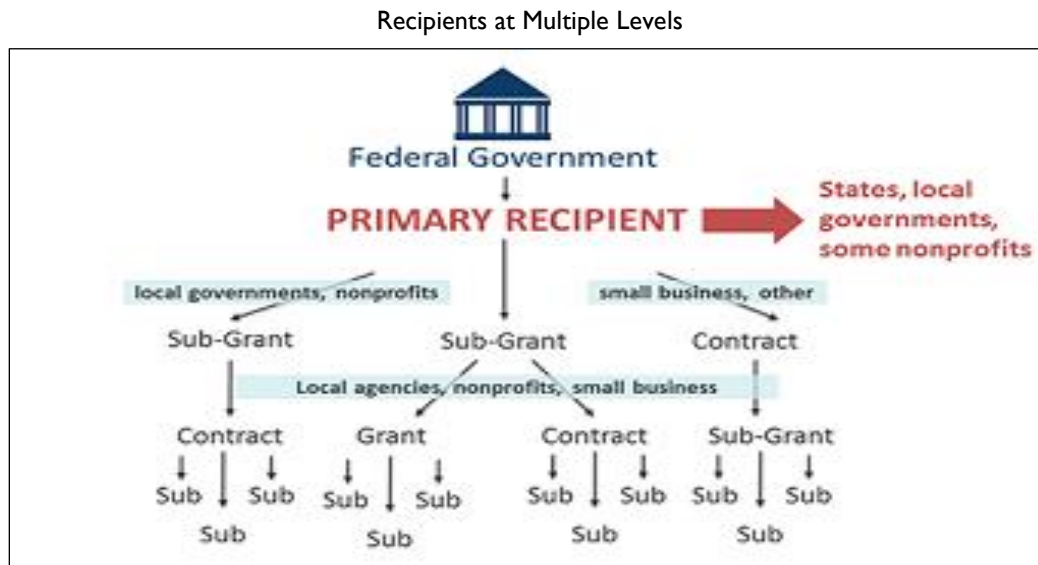 Recipients at Multiple Levels
Federal Government
PRIMARY RECIPIENT
States, local
governments,
some nonprofits
local governments, nonprofits
small business, other
Sub-Grant
Sub-Grant
Contract
Local agencies, nonprofits, small business
Contract
Grant
Contract
Sub-Grant
Sub
Sub
Sub
Sub
Sub
Sub
Sub
Sub
Sub
Sub
Sub
Sub